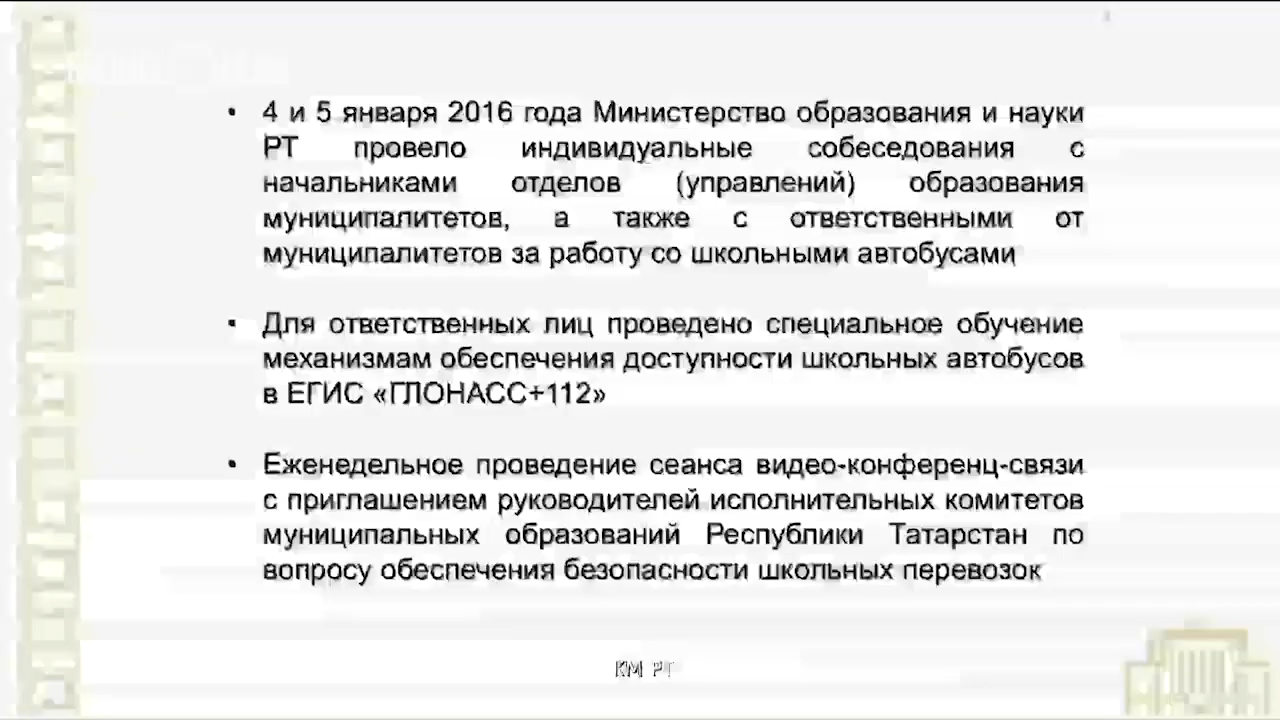 • 4 и 5 января 2016 года Министерство образования и науки
РТ провело индивидуальные собеседования с
начальниками отделов (управлений) образования
муниципалитетов, а также с ответственными от
муниципалитетов за работу со школьными автобусами
• Для ответственных лиц проведено специальное обучение
механизмам обеспечения доступности школьных автобусов
в ЕГИС «ГЛОНАСС+112»
• Еженедельное проведение сеанса видео-конференц-связи
с приглашением руководителей исполнительных комитетов
муниципальных образований Республики Татарстан по
вопросу обеспечения безопасности школьных перевозок
КМ РТ